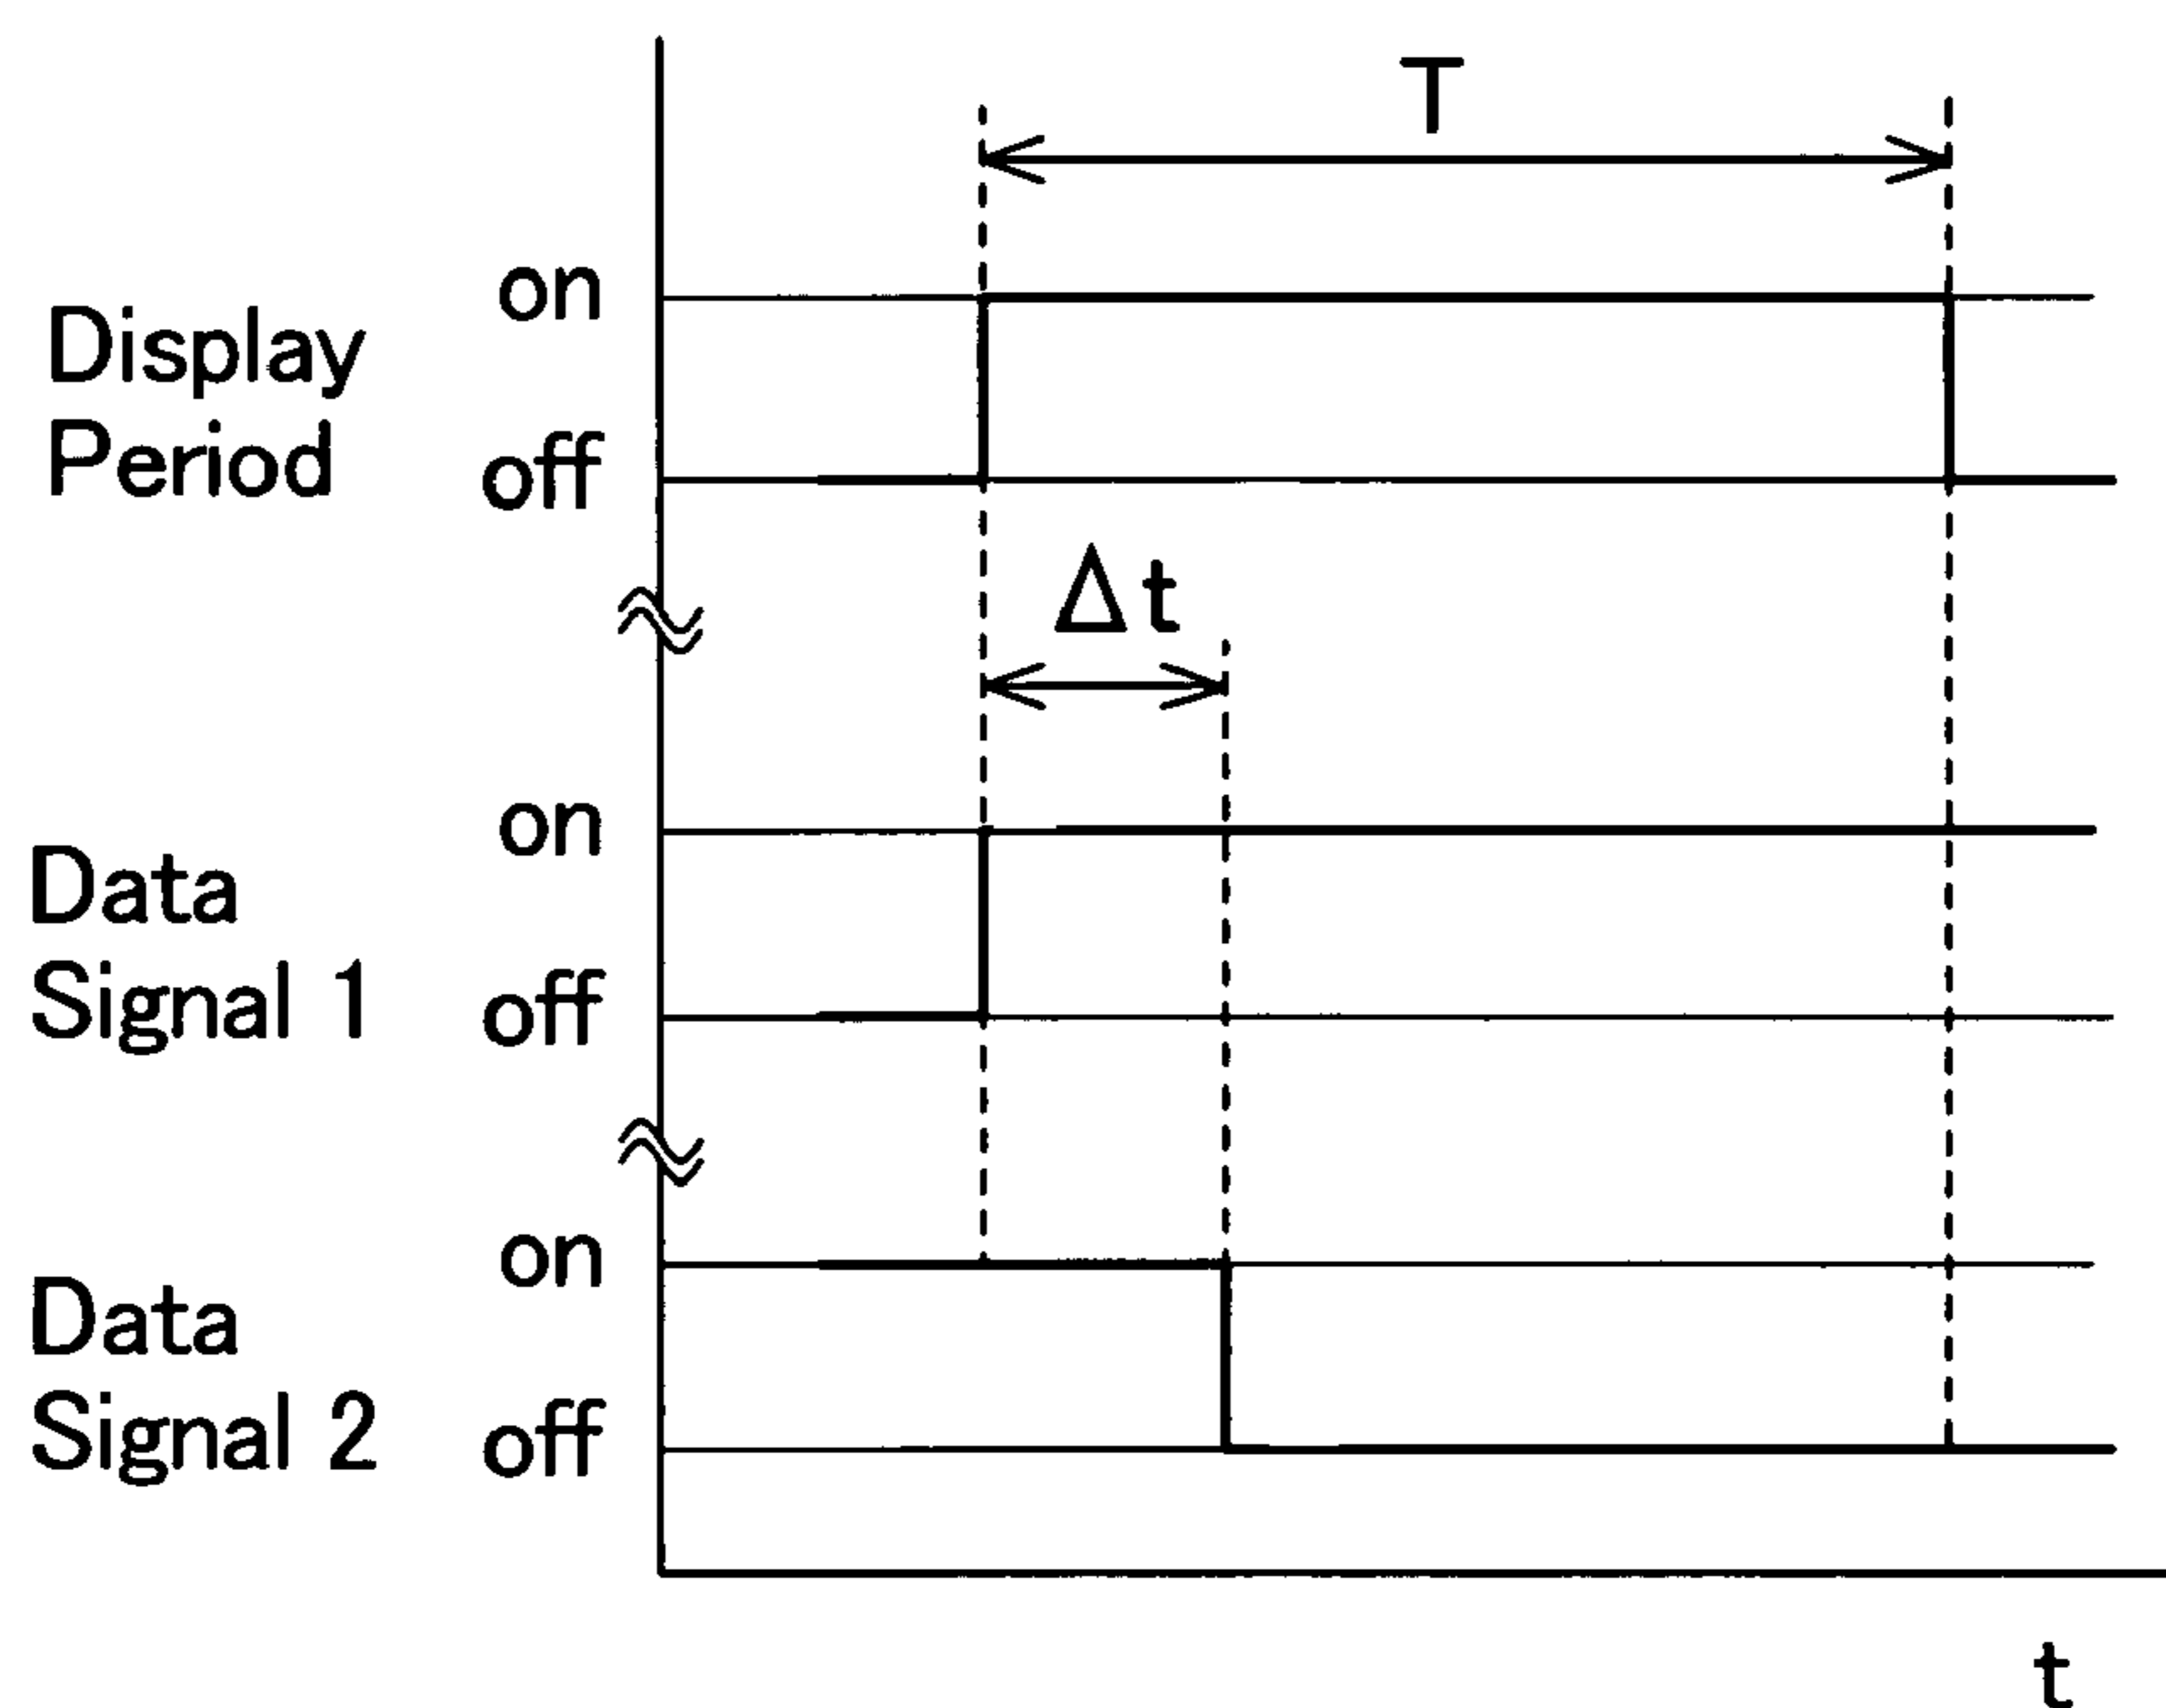 T
on
Display
Period
off
Δt
on
Data
Signal 1
off
on
Data
Signal 2
off
t